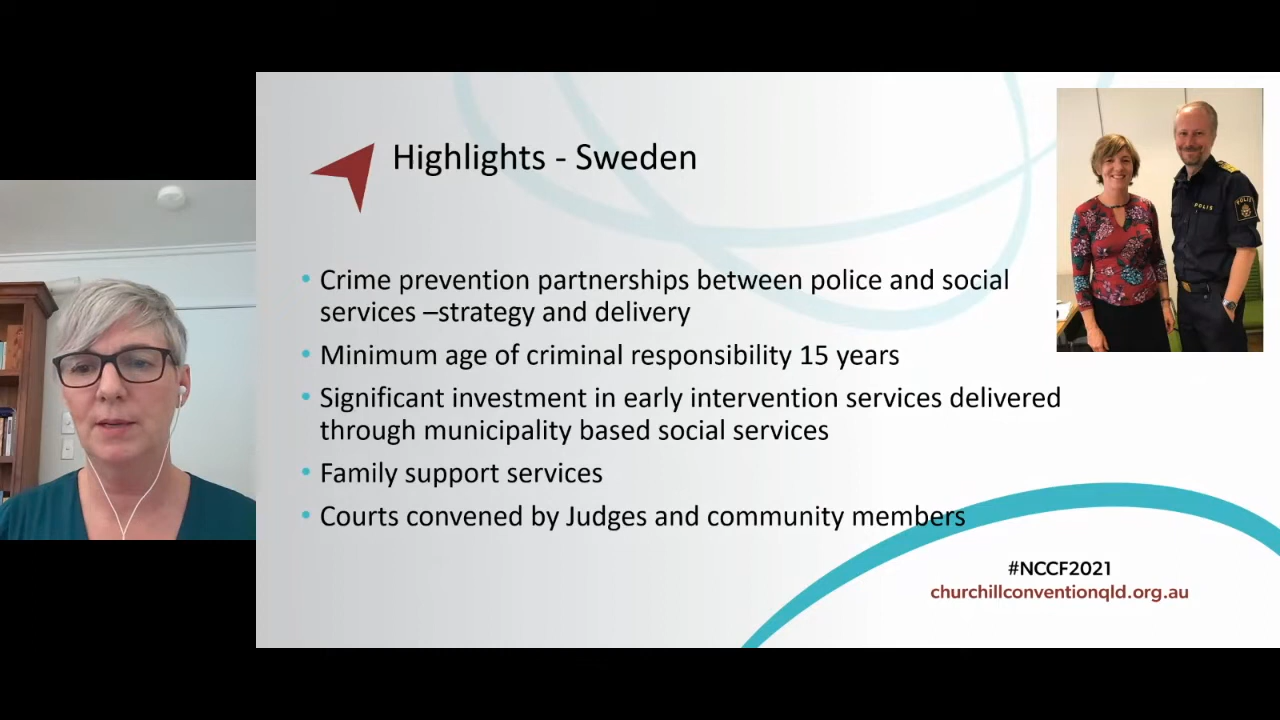 Highlights - Sweden
POLIS
POLIS
• Crime prevention partnerships between police and social
services –strategy and delivery
• Minimum age of criminal responsibility 15 years
• Significant investment in early intervention services delivered
through municipality based social services
• Family support services
• Courts convened by Judges and community members
#NCCF2021
churchillconventionqld.org.au